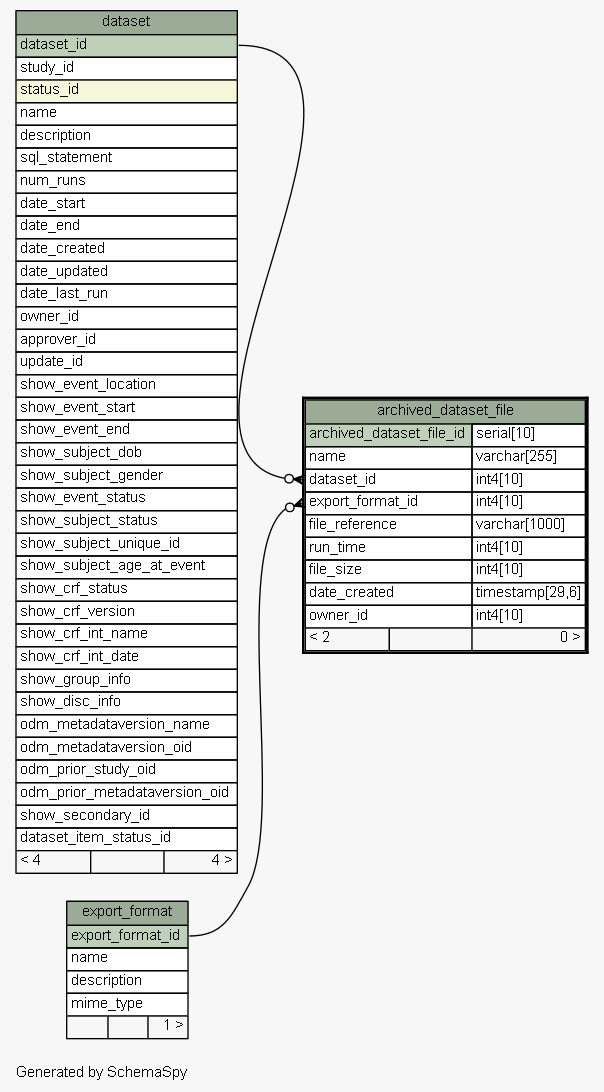 dataset
dataset_id
study_id
status_id
name
description
sql_statement
num_runs
date_start
date_end
date_created
date_updated
date_last_run
owner_id
approver_id
update_id
show_event_location
show_event_start
show_event_end
show_subject_dob
show_subject_gender
show_event_status
show_subject_status
show_subject_unique_id
show_subject_age_at_event
show_crf_status
show_crf_version
show_crf_int_name
show_crf_int_date
show_group_info
show_disc_info
odm_metadataversion_name
odm_metadataversion_oid
odm_prior_study_oid
odm_prior_metadataversion_oid
show_secondary_id
dataset_item_status_id
< 4 4 >
archived_dataset_file
archived_dataset_file_id serial[10]
name varchar[255]
dataset_id int4[10]
export_format_id int4[10]
file_reference varchar[1000]
run_time int4[10]
file_size int4[10]
date_created timestamp[29,6]
owner_id int4[10]
< 2 0 >
export_format
export_format_id
name
description
mime_type
1 >
Generated by SchemaSpy